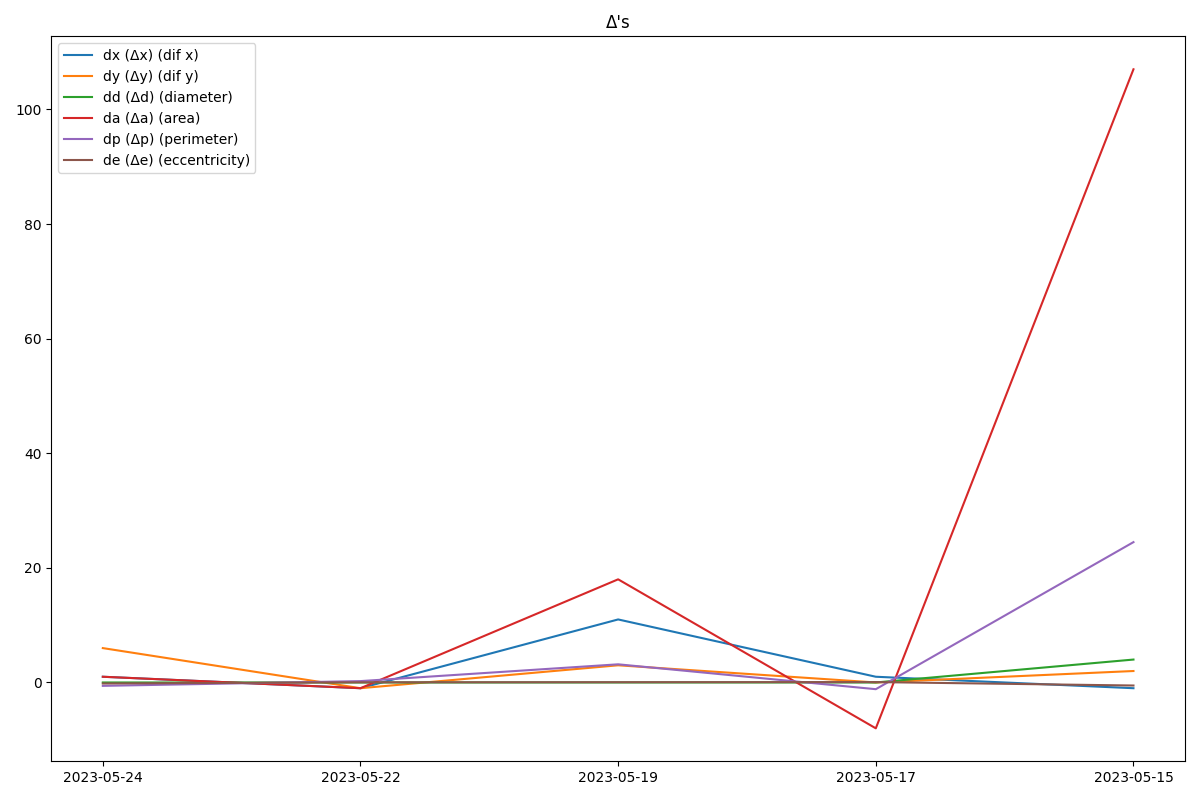 Δ's
dx (Δx) (dif x)
dy (Δy) (dif y)
dd (Δd) (diameter)
da (Δa) (area)
dp (Δp) (perimeter)
de (Δe) (eccentricity)
100
80
60
40
20
0
2023-05-24 2023-05-22 2023-05-19 2023-05-17 2023-05-15